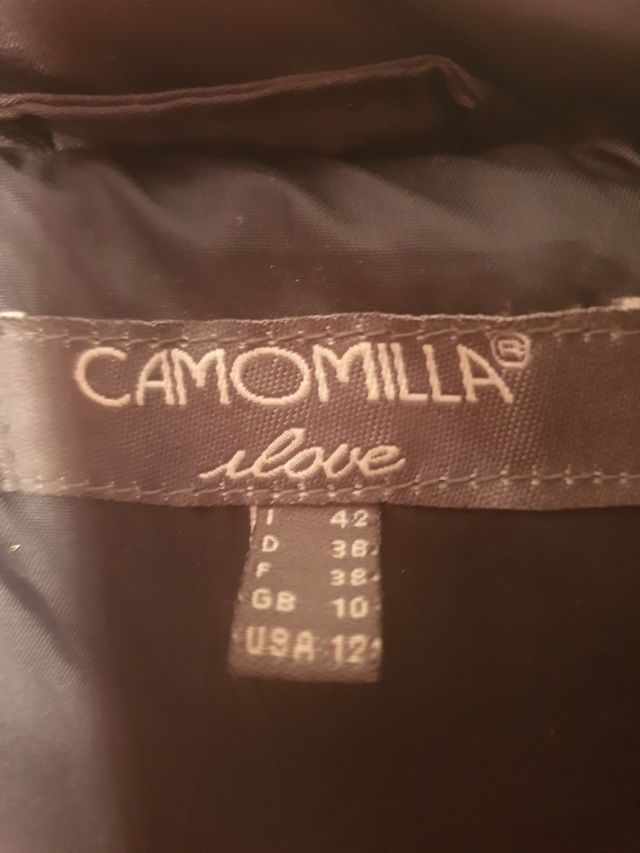 CAMOMILLA®
ilove
I 42
D 38
F 38
GB 10
USA 12